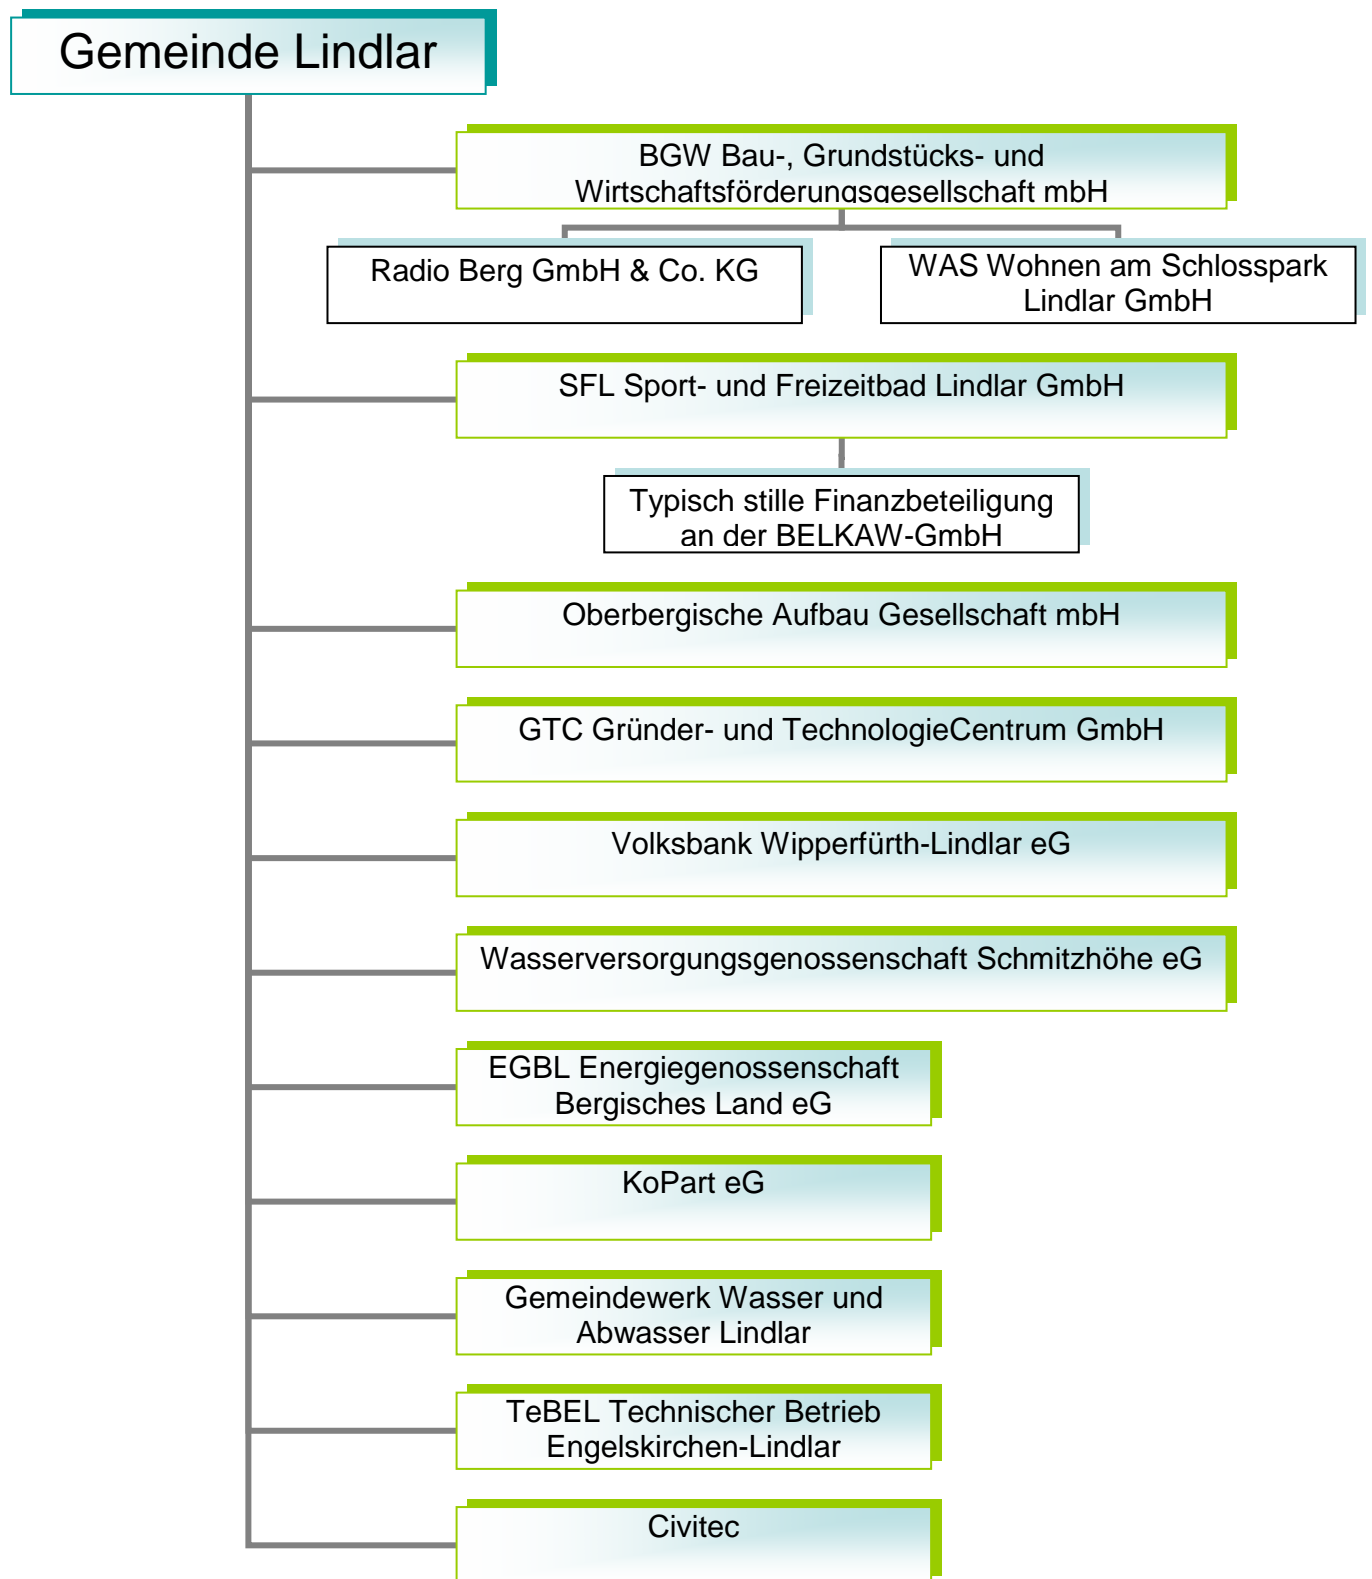 Gemeinde Lindlar
BGW Bau-, Grundstücks- und
Wirtschaftsförderungsgesellschaft mbH
Radio Berg GmbH & Co. KG
WAS Wohnen am Schlosspark
Lindlar GmbH
SFL Sport- und Freizeitbad Lindlar GmbH
Typisch stille Finanzbeteiligung
an der BELKAW-GmbH
Oberbergische Aufbau Gesellschaft mbH
GTC Gründer- und TechnologieCentrum GmbH
Volksbank Wipperfürth-Lindlar eG
Wasserversorgungsgenossenschaft Schmitzhöhe eG
EGBL Energiegenossenschaft
Bergisches Land eG
KoPart eG
Gemeindewerk Wasser und
Abwasser Lindlar
TeBEL Technischer Betrieb
Engelskirchen-Lindlar
Civitec